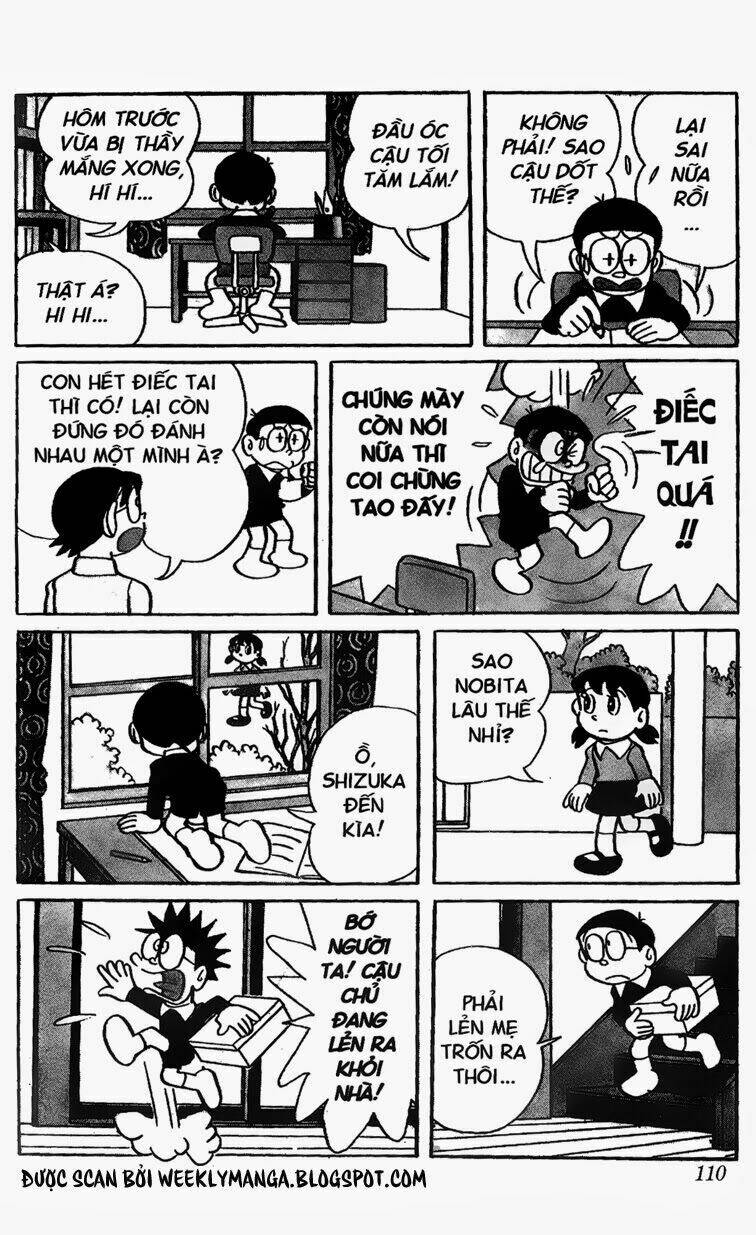 LẠI
SAI
NỮA
RỒI
...
KHÔNG
PHẢI! SAO
CẬU DỐT
THẾ?
ĐẦU ÓC
CẬU TỐI
TĂM LẮM!
HÔM TRƯỚC
VỪA BỊ THẦY
MẮNG XONG,
HÍ HÍ...
THẬT Á?
HI HI...
ĐIẾC
TAI
QUÁ
!!
CHÚNG MÀY
CÒN NÓI
NỮA THÌ
COI CHỪNG
TAO ĐẤY!
CON HẾT ĐIẾC TAI
THÌ CÓ! LẠI CÒN
ĐỨNG ĐÓ ĐÁNH
NHAU MỘT MÌNH À?
SAO
NOBITA
LÂU THẾ
NHỈ?
Ồ,
SHIZUKA
ĐẾN
KÌA!
PHẢI
LẺN MẸ
TRỐN RA
THÔI...
BỚ
NGƯỜI
TA! CẬU
CHỦ
ĐANG
LẺN RA
KHỎI
NHÀ!
ĐƯỢC SCAN BỞI WEEKLYMANGA.BLOGSPOT.COM
110